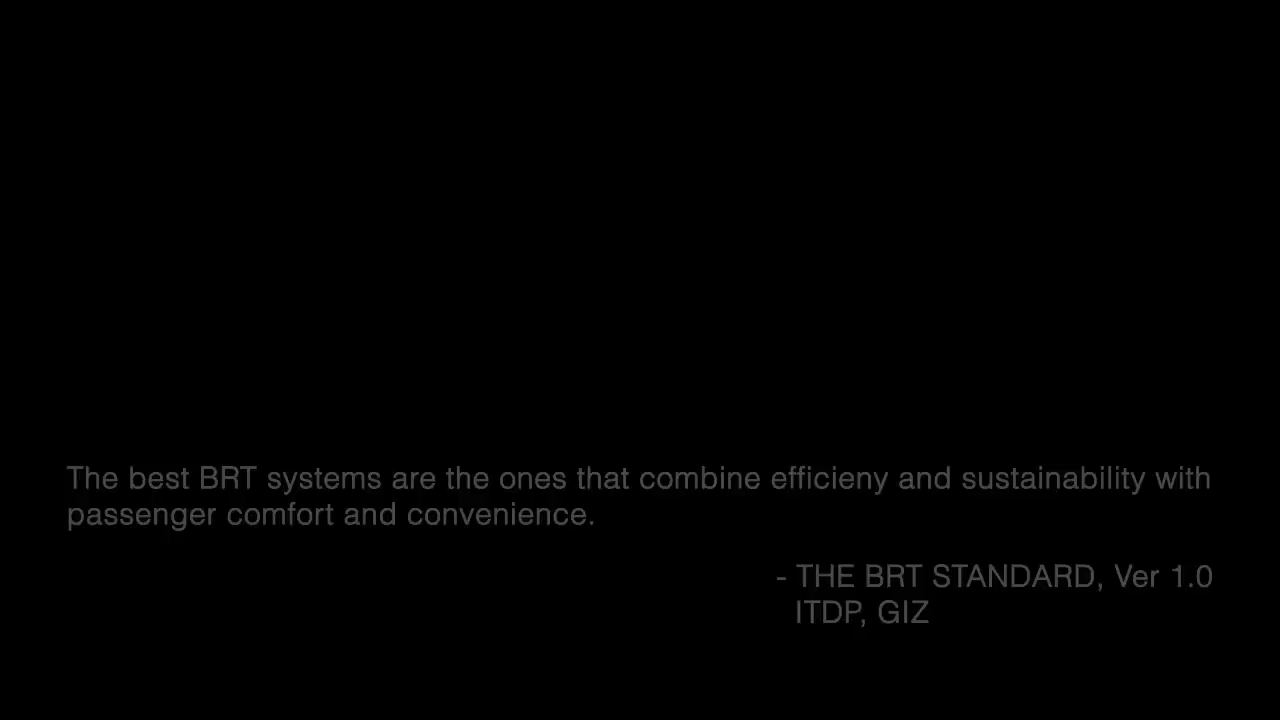 The best BRT systems are the ones that combine efficieny and sustainability with
passenger comfort and convenience.
- THE BRT STANDARD, Ver 1.0
ITDP, GIZ